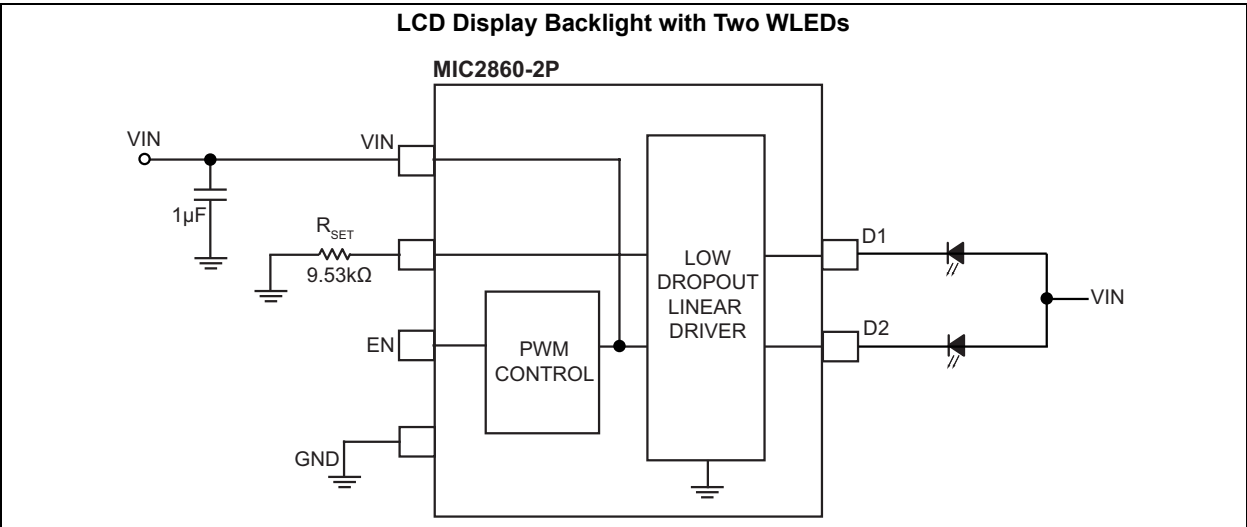 LCD Display Backlight with Two WLEDs
MIC2860-2P
VIN
VIN
1µF
RSET
9.53kΩ
EN
GND
PWM
CONTROL
LOW
DROPOUT
LINEAR
DRIVER
D1
D2
VIN